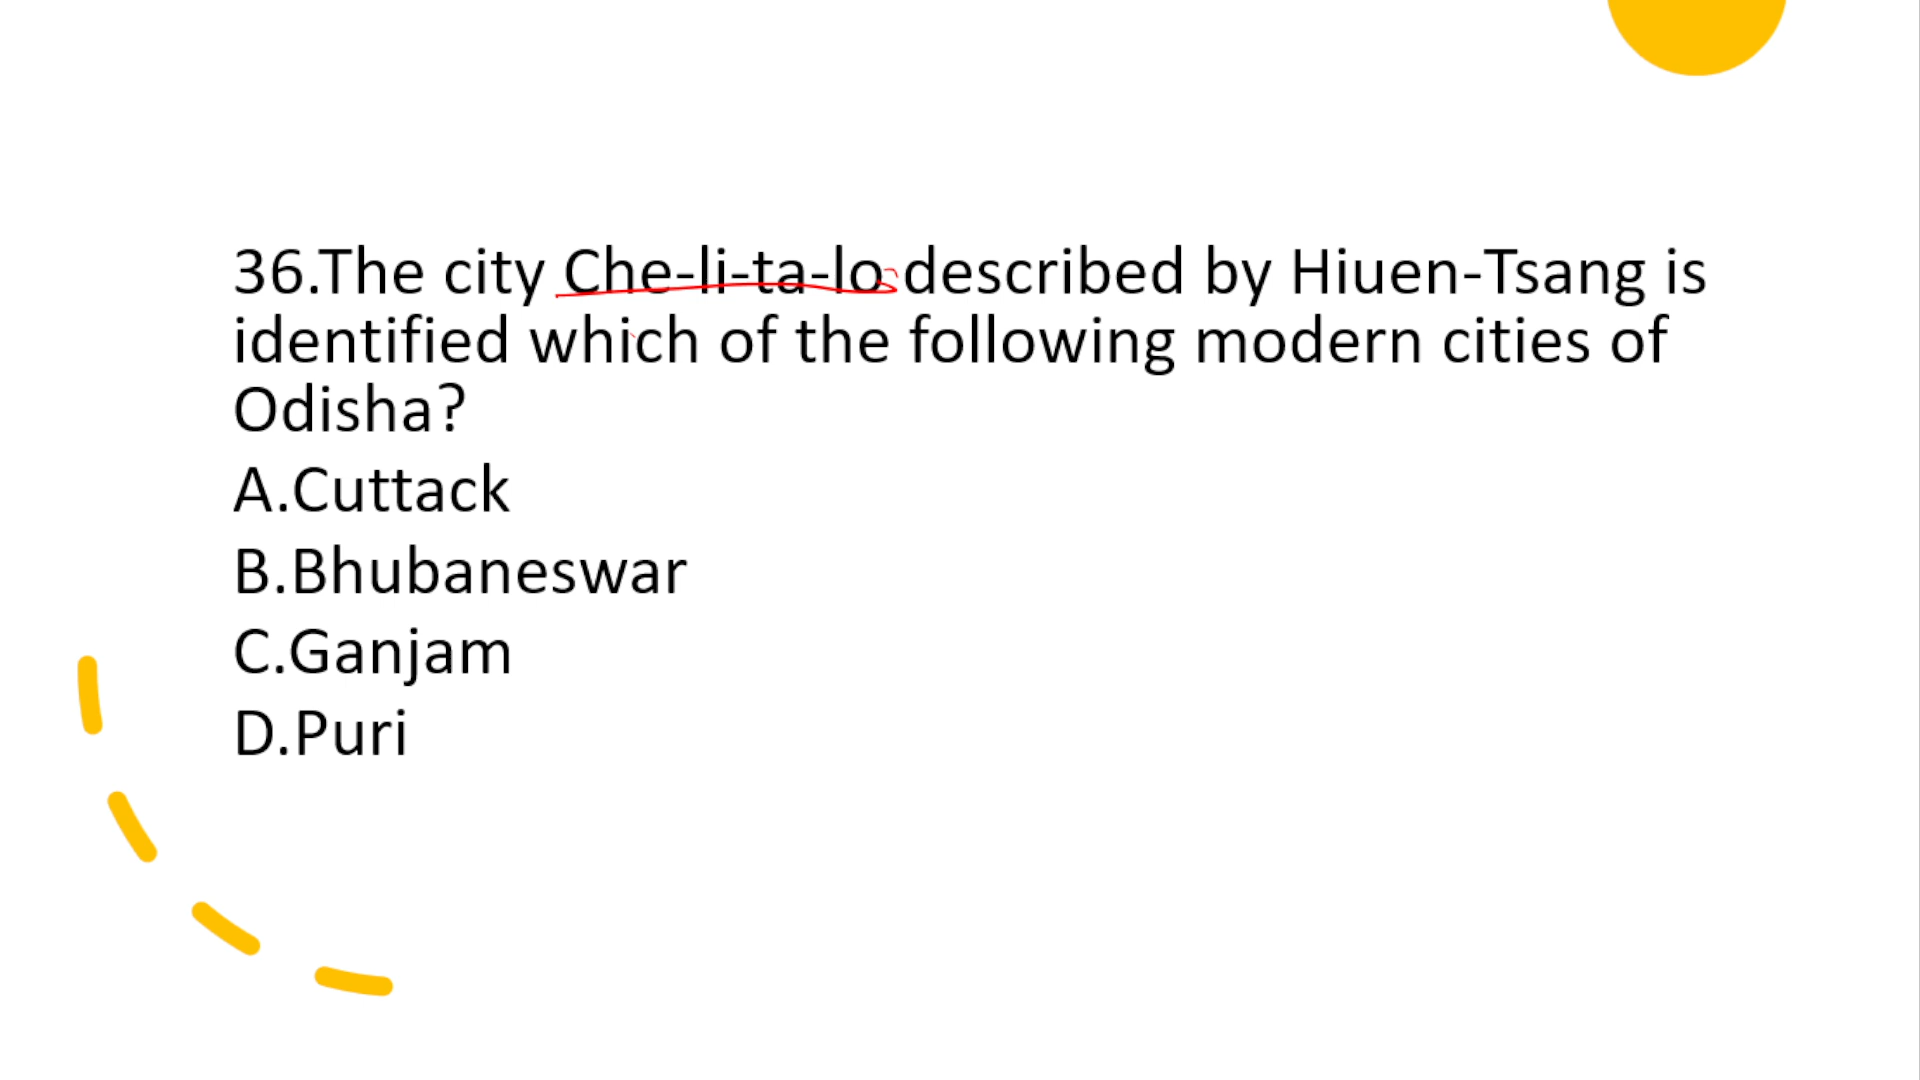 36.The city Che-li-ta-lo described by Hiuen-Tsang is
identified which of the following modern cities of
Odisha?
A.Cuttack
B.Bhubaneswar
C.Ganjam
D.Puri